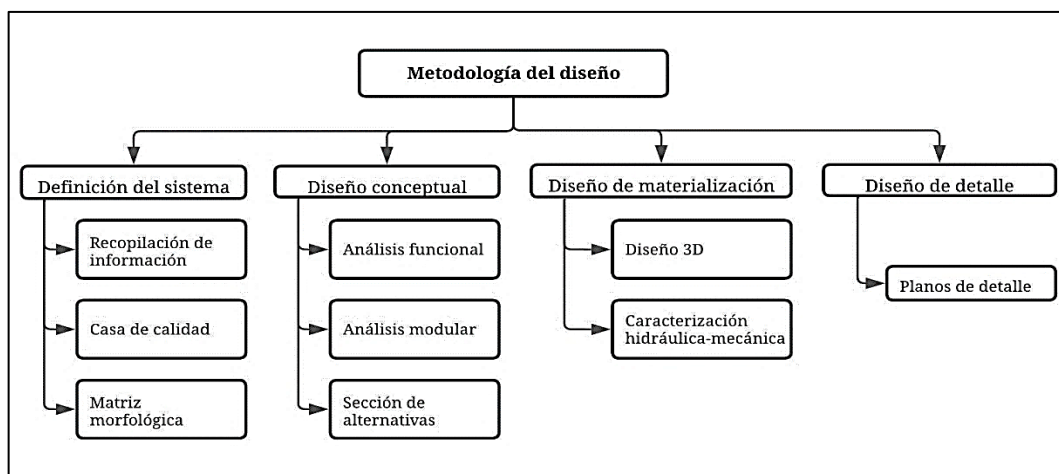 Metodología del diseño
Definición del sistema
Recopilación de
información
Casa de calidad
Matriz
morfológica
Diseño conceptual
Análisis funcional
Análisis modular
Sección de
alternativas
Diseño de materialización
Diseño 3D
Caracterización
hidráulica-mecánica
Diseño de detalle
Planos de detalle